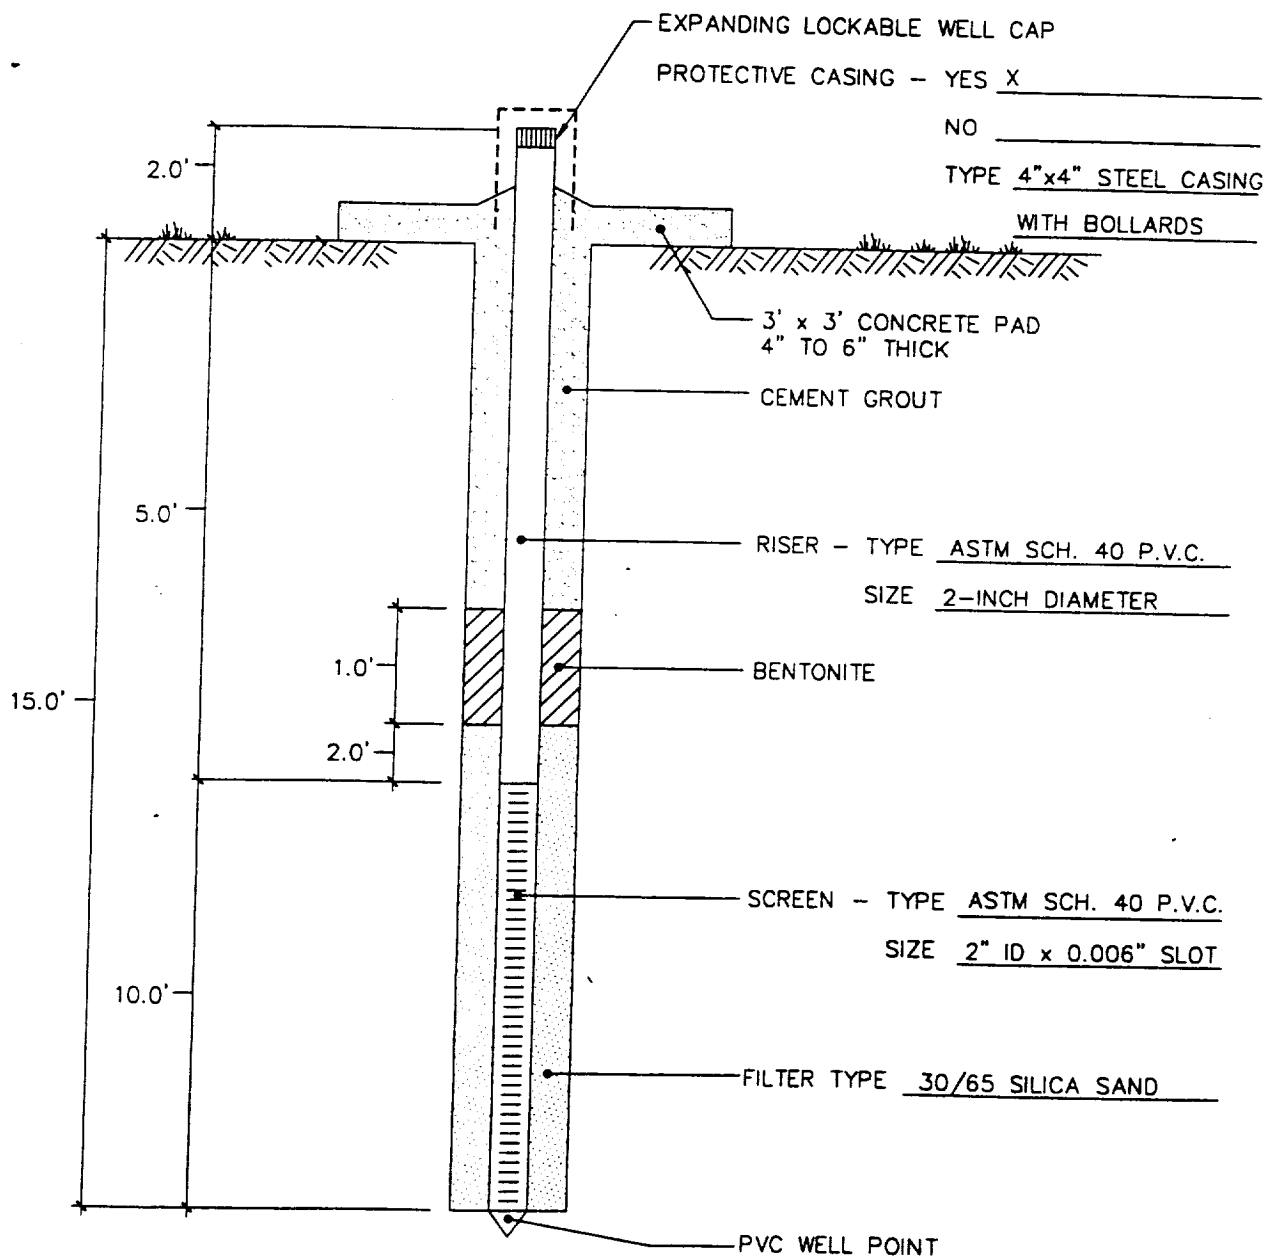 EXPANDING LOCKABLE WELL CAP
PROTECTIVE CASING – YES X
NO
TYPE 4"x4" STEEL CASING
WITH BOLLARDS
2.0'
3' x 3' CONCRETE PAD
4" TO 6" THICK
CEMENT GROUT
5.0'
RISER – TYPE ASTM SCH. 40 P.V.C.
SIZE 2-INCH DIAMETER
1.0'
BENTONITE
15.0'
2.0'
SCREEN – TYPE ASTM SCH. 40 P.V.C.
SIZE 2" ID x 0.006" SLOT
10.0'
FILTER TYPE 30/65 SILICA SAND
PVC WELL POINT